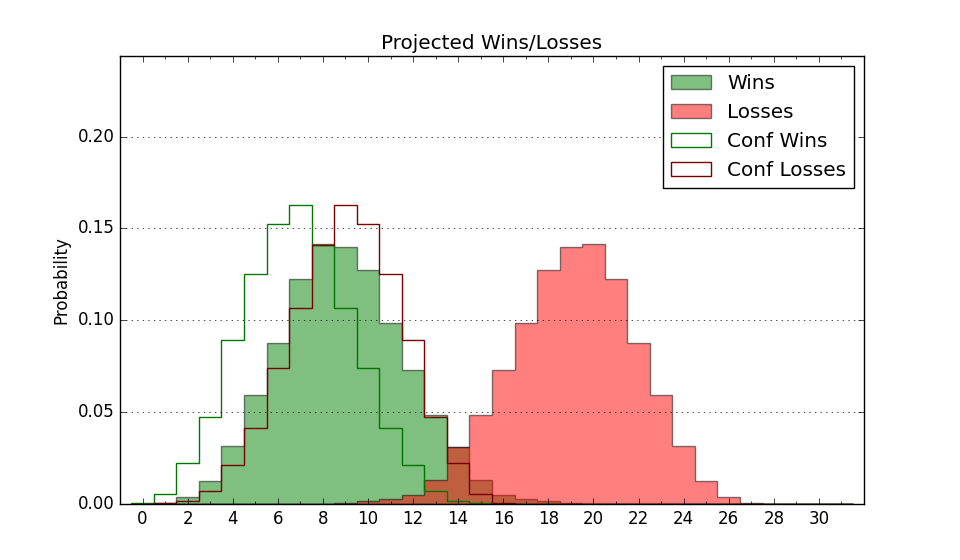 Projected Wins/Losses
Wins
Losses
Conf Wins
Conf Losses
Probability
0.20
0.15
0.10
0.05
0.00
0 2 4 6 8 10 12 14 16 18 20 22 24 26 28 30